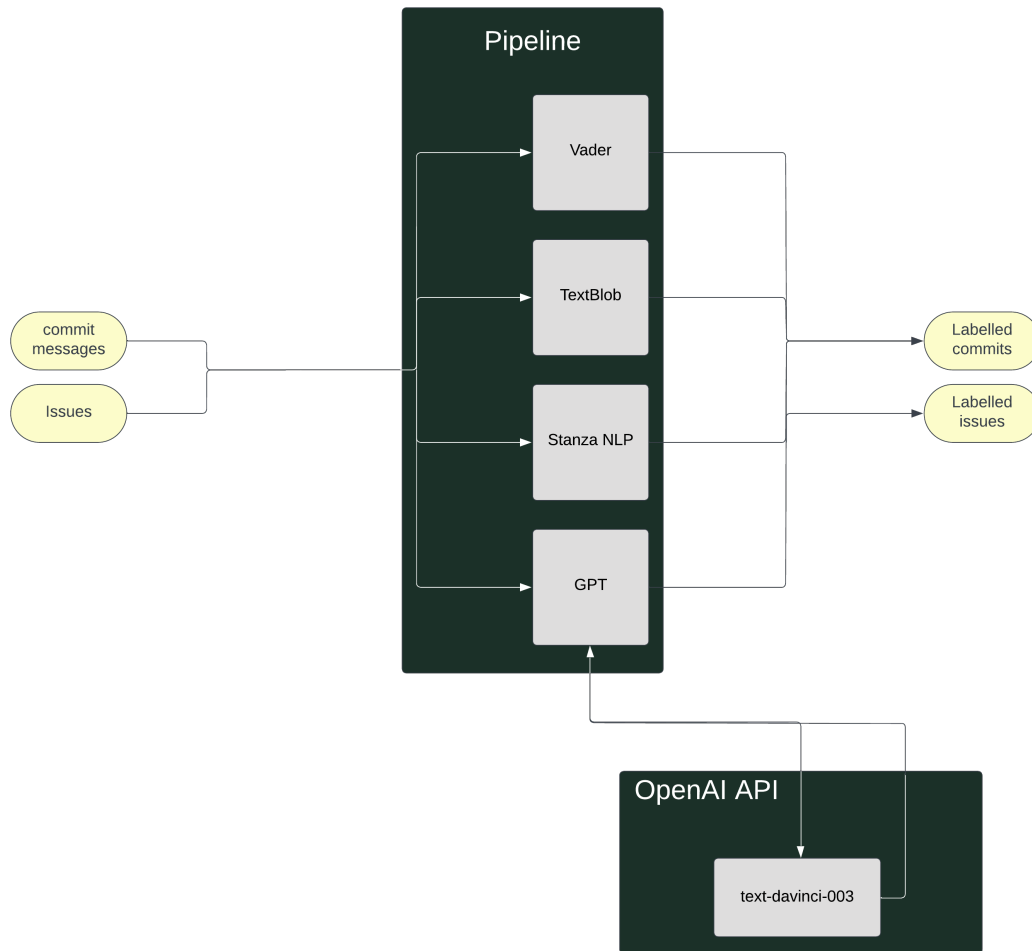 Pipeline
Vader
TextBlob
commit
messages
Labelled
commits
Issues
Labelled
issues
Stanza NLP
GPT
OpenAI API
text-davinci-003